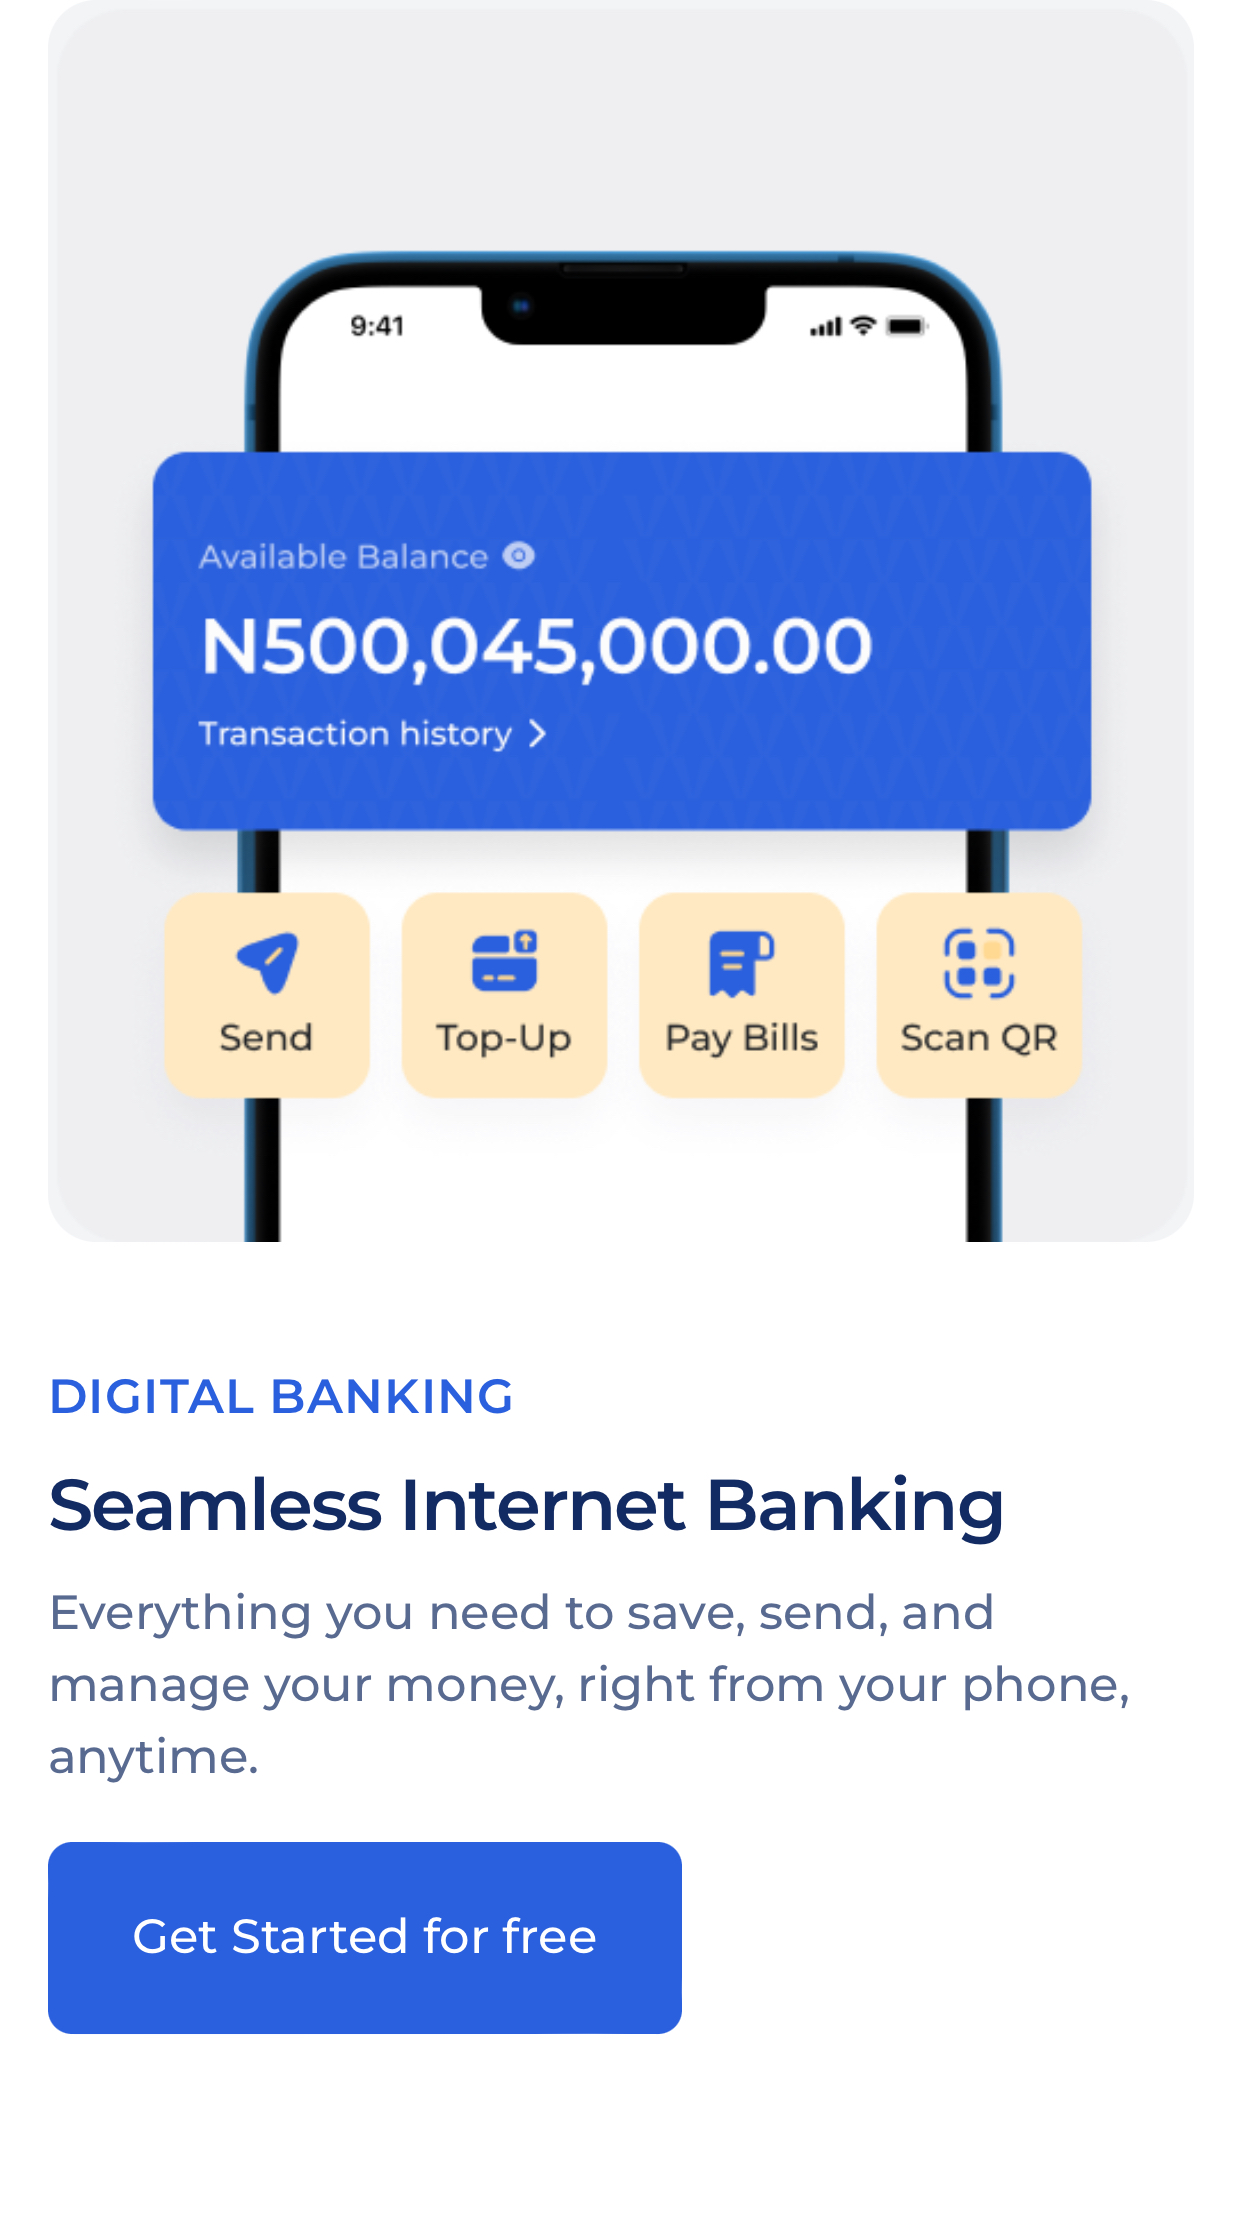 9:41
Available Balance
N500,045,000.00
Transaction history
Send
Top-Up
Pay Bills
Scan QR
DIGITAL BANKING
Seamless Internet Banking
Everything you need to save, send, and
manage your money, right from your phone,
anytime.
Get Started for free